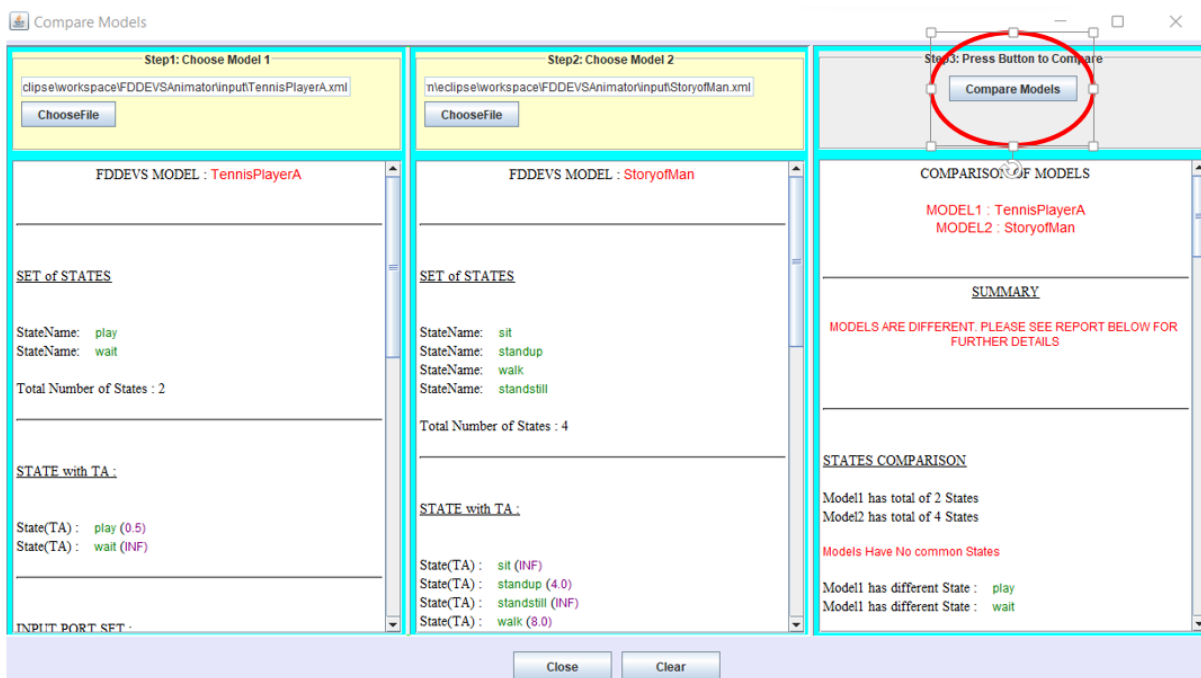 Compare Models
Step1: Choose Model 1
clipse\workspace\FDDEVSAnimator\input\TennisPlayerA.xml
ChooseFile
FDDEVS MODEL : TennisPlayerA
SET of STATES
StateName: play
StateName: wait
Total Number of States : 2
STATE with TA :
State(TA) : play (0.5)
State(TA) : wait (INF)
INPUT PORT SET :
Step2: Choose Model 2
n\eclipse\workspace\FDDEVSAnimator\input\StoryofMan.xml
ChooseFile
FDDEVS MODEL : StoryofMan
SET of STATES
StateName: sit
StateName: standup
StateName: walk
StateName: standstill
Total Number of States : 4
STATE with TA :
State(TA) : sit (INF)
State(TA) : standup (4.0)
State(TA) : standstill (INF)
State(TA) : walk (8.0)
Step3: Press Button to Compare
Compare Models
COMPARISON OF MODELS
MODEL1 : TennisPlayerA
MODEL2 : StoryofMan
SUMMARY
MODELS ARE DIFFERENT. PLEASE SEE REPORT BELOW FOR
FURTHER DETAILS
STATES COMPARISON
Model1 has total of 2 States
Model2 has total of 4 States
Models Have No common States
Model1 has different State : play
Model1 has different State : wait
Close
Clear